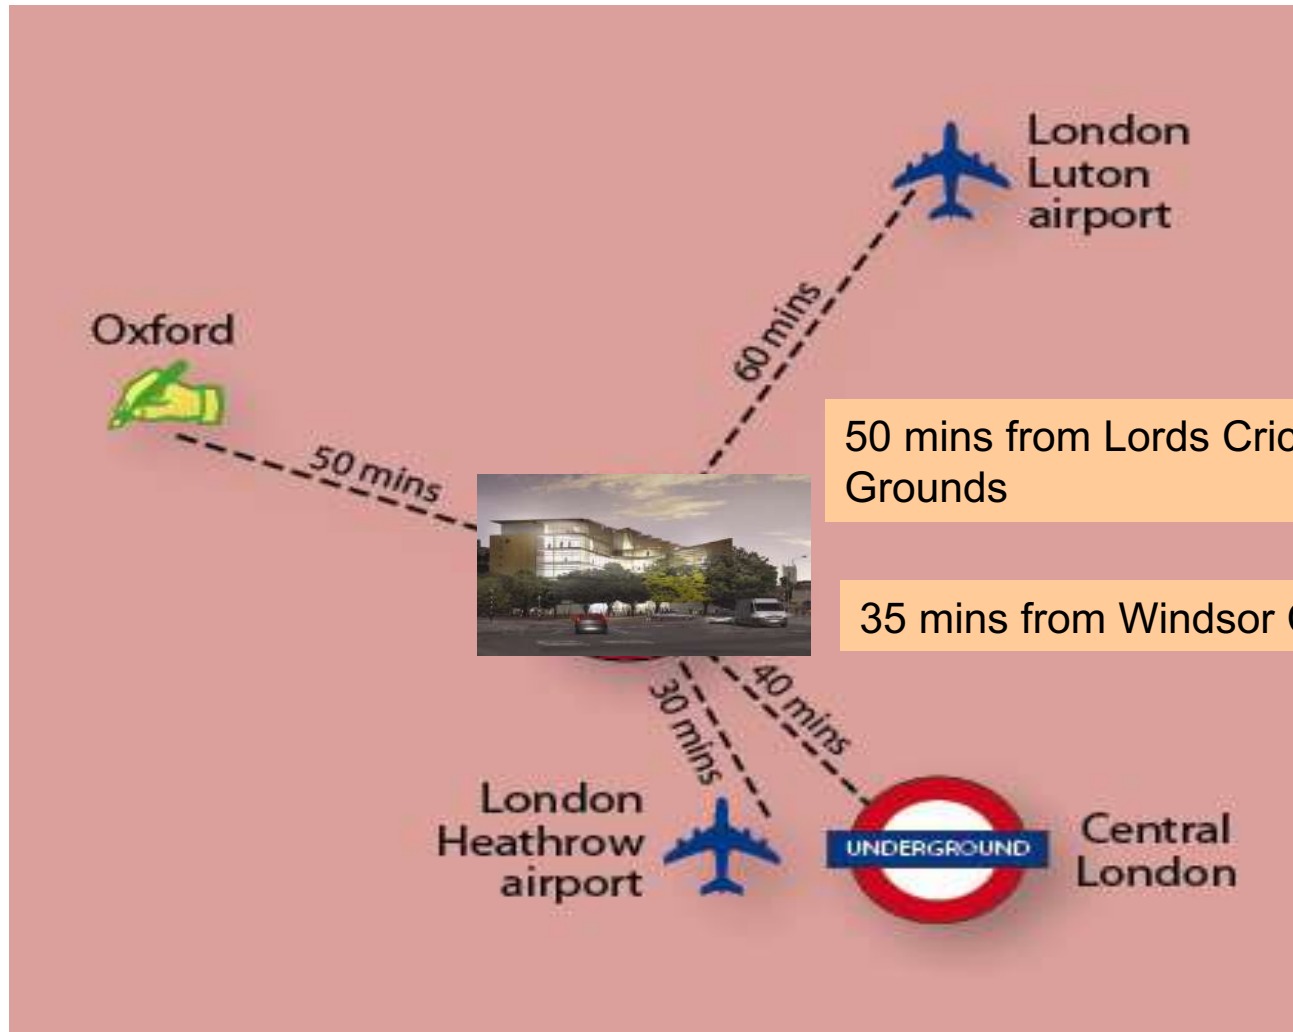 London
Luton
airport
Oxford
60 mins
50 mins
50 mins from Lords Cric
Grounds
35 mins from Windsor
30 mins
40 mins
London
Heathrow
airport
UNDERGROUND
Central
London